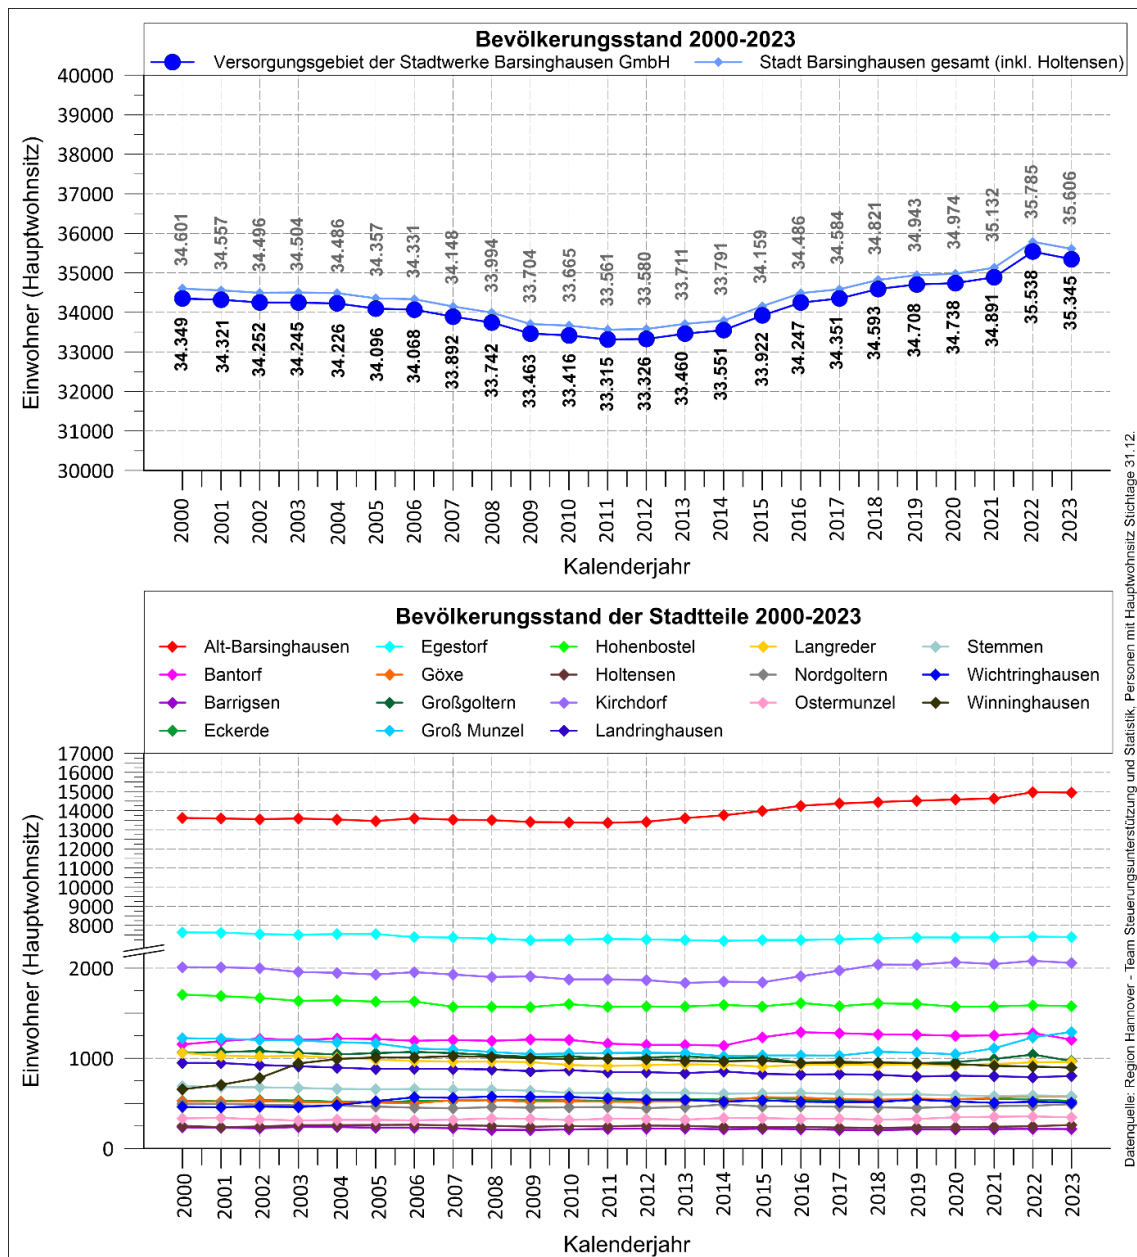 Bevölkerungsstand 2000-2023
Versorgungsgebiet der Stadtwerke Barsinghausen GmbH
Stadt Barsinghausen gesamt (inkl. Holtensen)
40000
39000
38000
37000
36000
35000
34000
33000
32000
31000
30000
Einwohner (Hauptwohnsitz)
34.601 34.557 34.496 34.504 34.486 34.357 34.331 34.148 33.994 33.704 33.665 33.561 33.580 33.711 33.791 34.159 34.486 34.584 34.821 34.943 34.974 35.132 35.785 35.606
34.349 34.321 34.252 34.245 34.226 34.096 34.068 33.892 33.742 33.463 33.416 33.315 33.326 33.460 33.551 33.922 34.247 34.351 34.593 34.708 34.738 34.891 35.538 35.345
2000 2001 2002 2003 2004 2005 2006 2007 2008 2009 2010 2011 2012 2013 2014 2015 2016 2017 2018 2019 2020 2021 2022 2023
Kalenderjahr
Bevölkerungsstand der Stadtteile 2000-2023
Alt-Barsinghausen Egestorf Hohenbostel Langreder Stemmen
Bantorf Göxe Holtensen Nordgoltern Wichtringhausen
Barrigsen Großgoltern Kirchdorf Ostermunzel Winninghausen
Eckerde Groß Munzel Landringhausen
17000
16000
15000
14000
13000
12000
11000
10000
9000
8000
2000
1000
0
Einwohner (Hauptwohnsitz)
2000 2001 2002 2003 2004 2005 2006 2007 2008 2009 2010 2011 2012 2013 2014 2015 2016 2017 2018 2019 2020 2021 2022 2023
Kalenderjahr
Datenquelle: Region Hannover - Team Steuerungsunterstützung und Statistik, Personen mit Hauptwohnsitz Stichtage 31.12.